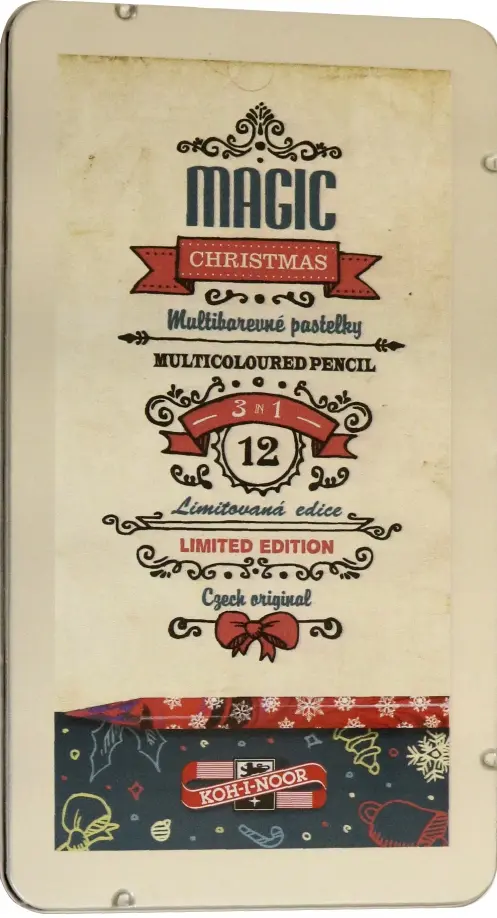 MAGIC
CHRISTMAS
Multibarevné pastelky
MULTICOLOURED PENCIL
3 IN 1
12
Limitovaná edice
LIMITED EDITION
Czech original
KOH-I-NOOR